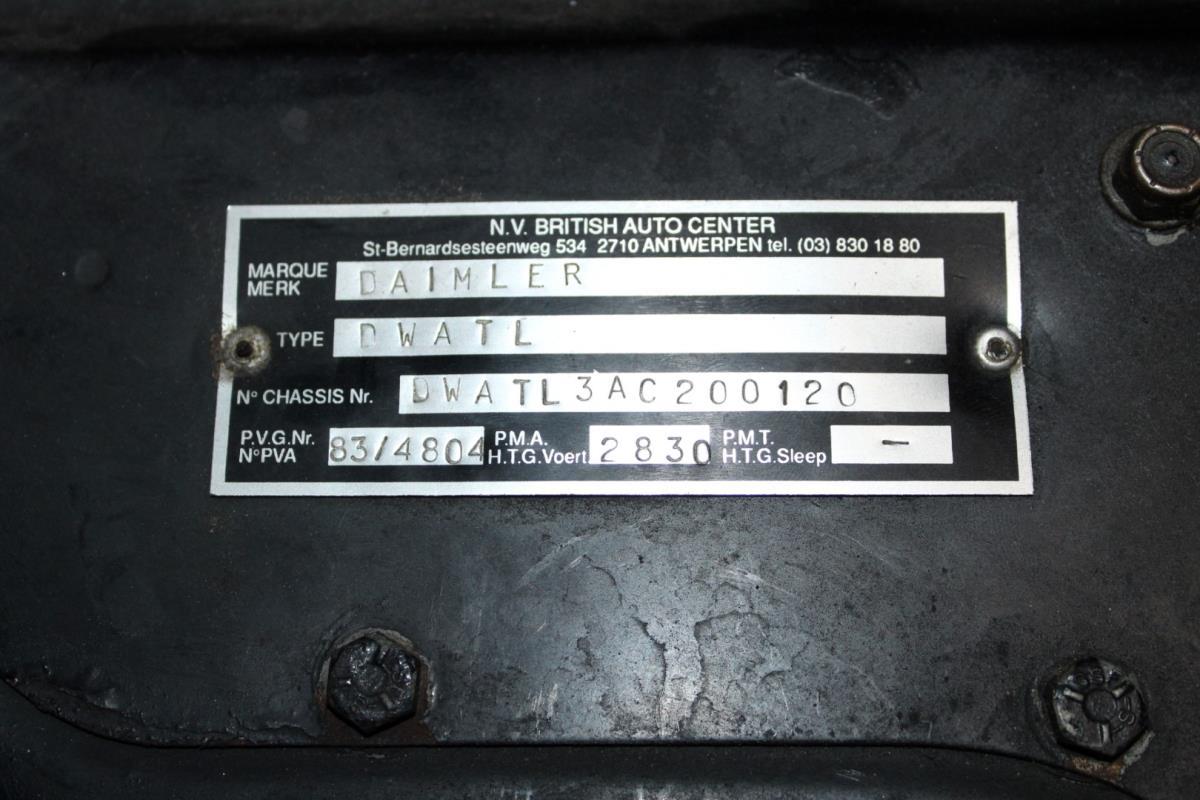 N.V. BRITISH AUTO CENTER
St-Bernardsesteenweg 534 2710 ANTWERPEN tel. (03) 830 18 80
MARQUE
MERK DAIMLER
TYPE DWATL
N° CHASSIS Nr. DWATL3AC200120
P.V.G.Nr. P.M.A. P.M.T.
N°PVA 83/4804 H.T.G.Voert. 2830 H.T.G.Sleep -